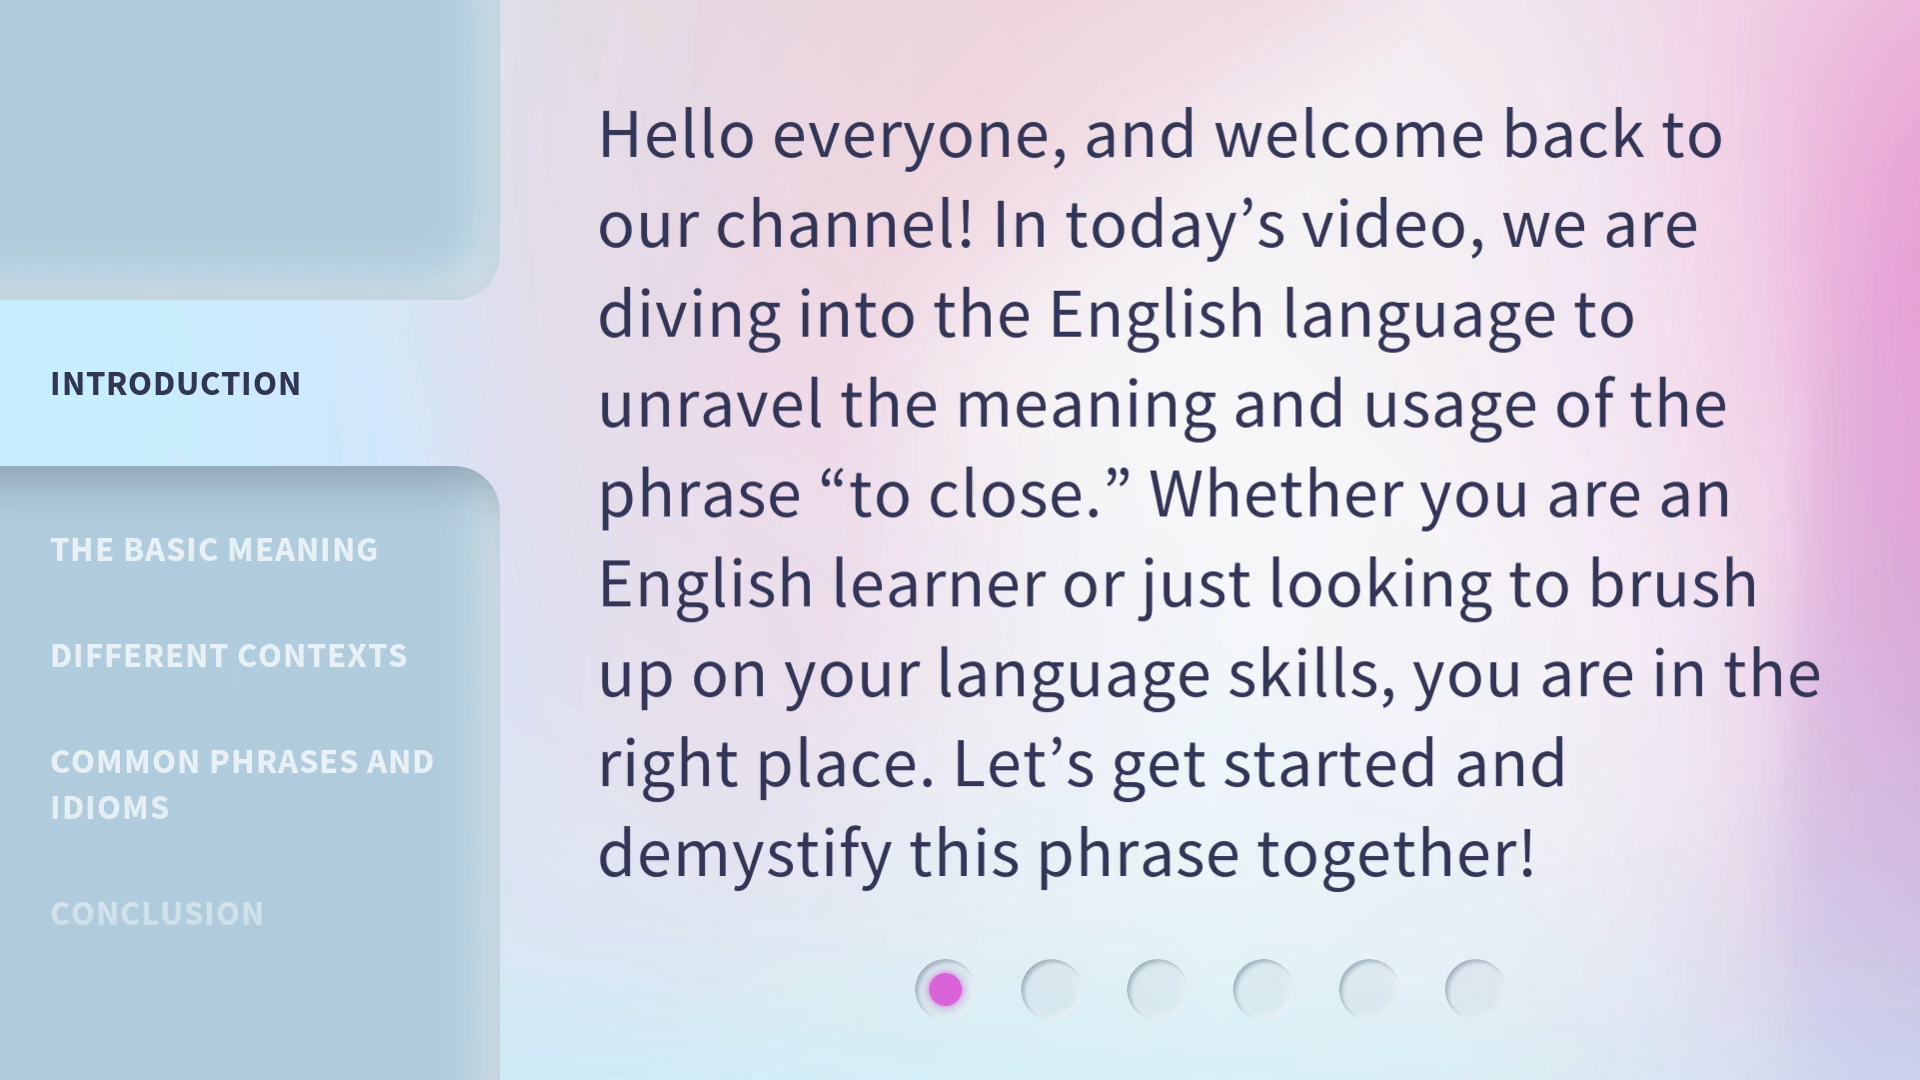 INTRODUCTION
THE BASIC MEANING
DIFFERENT CONTEXTS
COMMON PHRASES AND
IDIOMS
CONCLUSION
Hello everyone, and welcome back to
our channel! In today’s video, we are
diving into the English language to
unravel the meaning and usage of the
phrase “to close.” Whether you are an
English learner or just looking to brush
up on your language skills, you are in the
right place. Let’s get started and
demystify this phrase together!